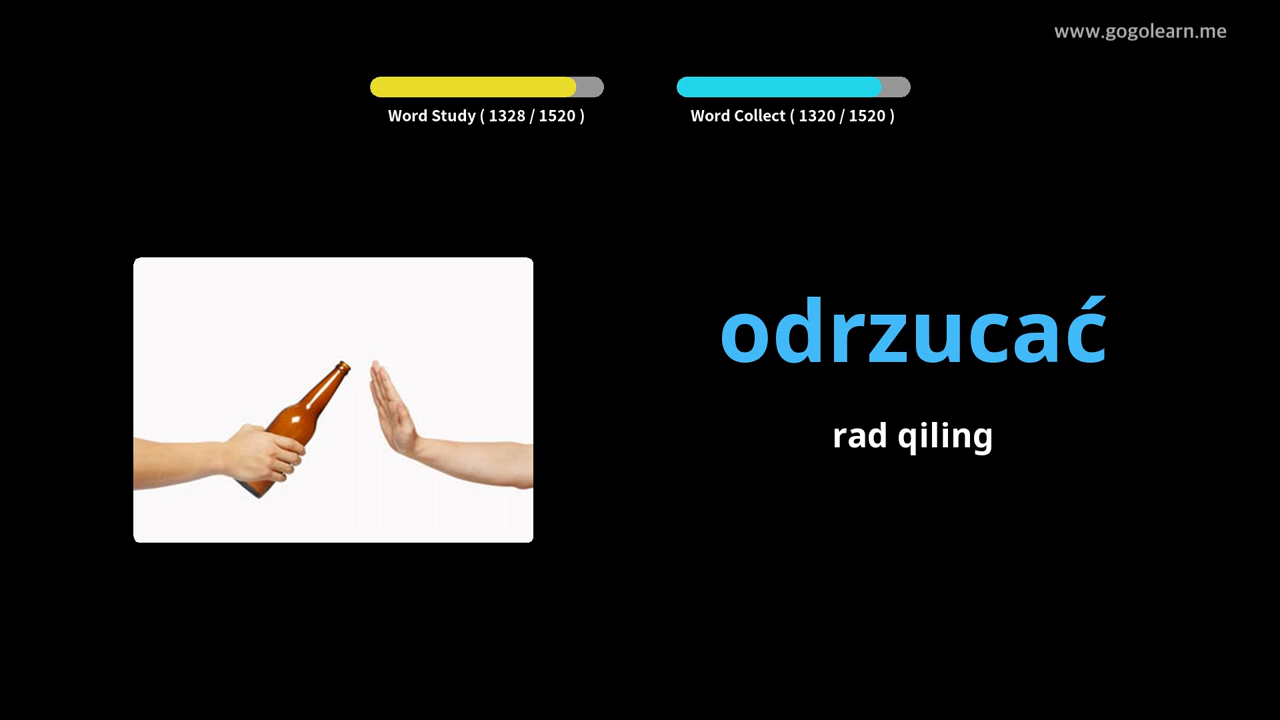 www.gogolearn.me
Word Study ( 1328 / 1520 )
Word Collect ( 1320 / 1520 )
odrzucać
rad qiling